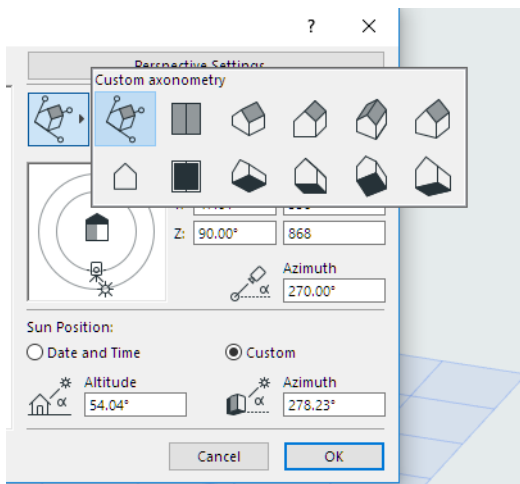 ?
Perspective Settings
Custom axonometry
Z: 90.00° 868
Azimuth
α 270.00°
Sun Position:
Date and Time Custom
Altitude Azimuth
α 54.04° α 278.23°
Cancel OK